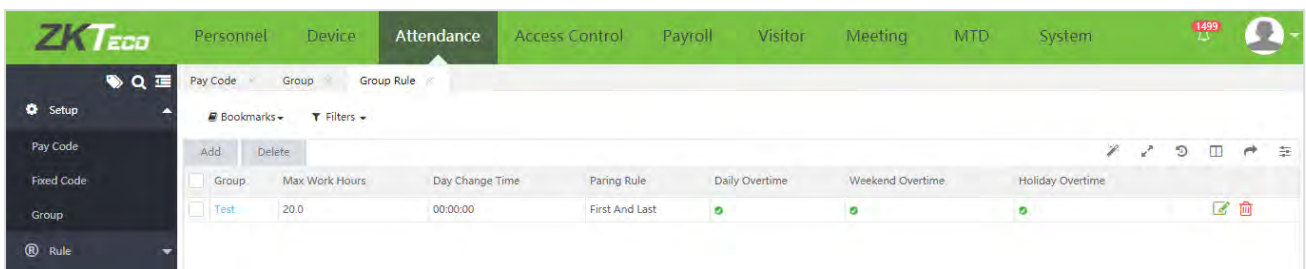 ZKTeco Personnel Device Attendance Access Control Payroll Visitor Meeting MTD System 1499
Pay Code Group Group Rule
Setup
Bookmarks Filters
Pay Code
Add Delete
Fixed Code
Group Max Work Hours Day Change Time Paring Rule Daily Overtime Weekend Overtime Holiday Overtime
Group
Test 20.0 00:00:00 First And Last
® Rule